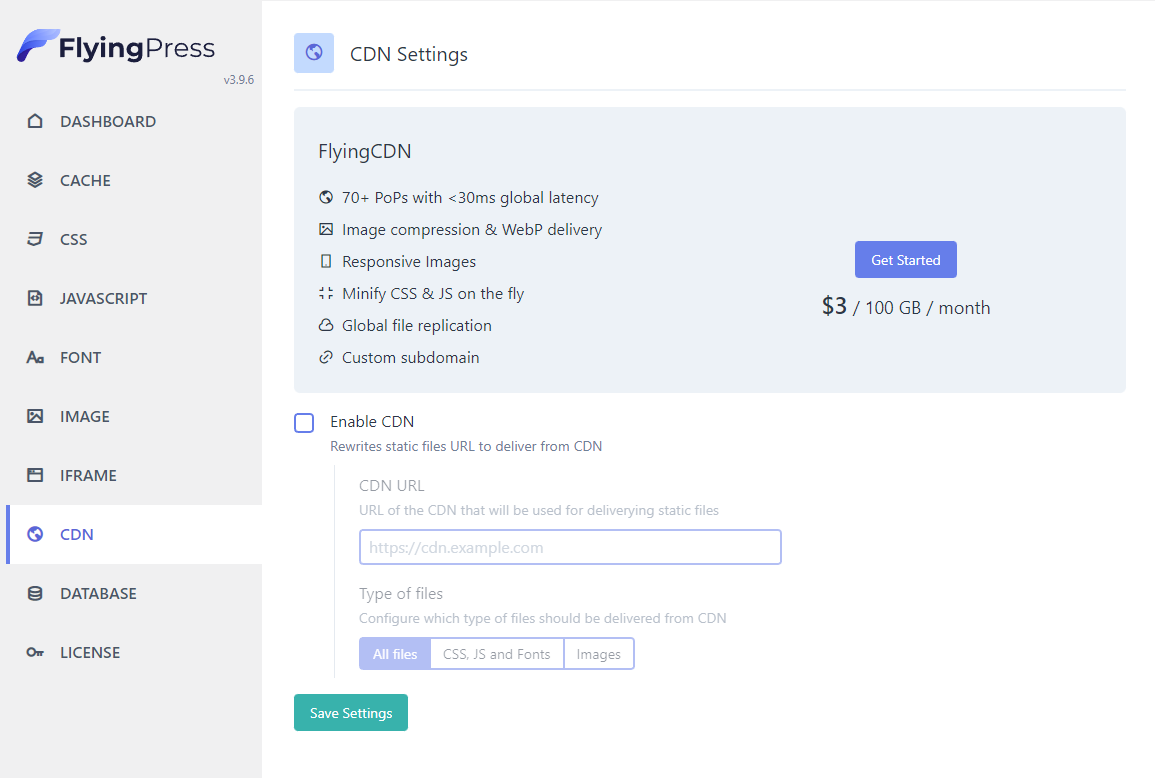 FlyingPress
v3.9.6
DASHBOARD
CACHE
CSS
JAVASCRIPT
FONT
IMAGE
IFRAME
CDN
DATABASE
LICENSE
CDN Settings
FlyingCDN
70+ PoPs with <30ms global latency
Image compression & WebP delivery
Responsive Images
Minify CSS & JS on the fly
Global file replication
Custom subdomain
Get Started
$3 / 100 GB / month
Enable CDN
Rewrites static files URL to deliver from CDN
CDN URL
URL of the CDN that will be used for deliverying static files
https://cdn.example.com
Type of files
Configure which type of files should be delivered from CDN
All files CSS, JS and Fonts Images
Save Settings